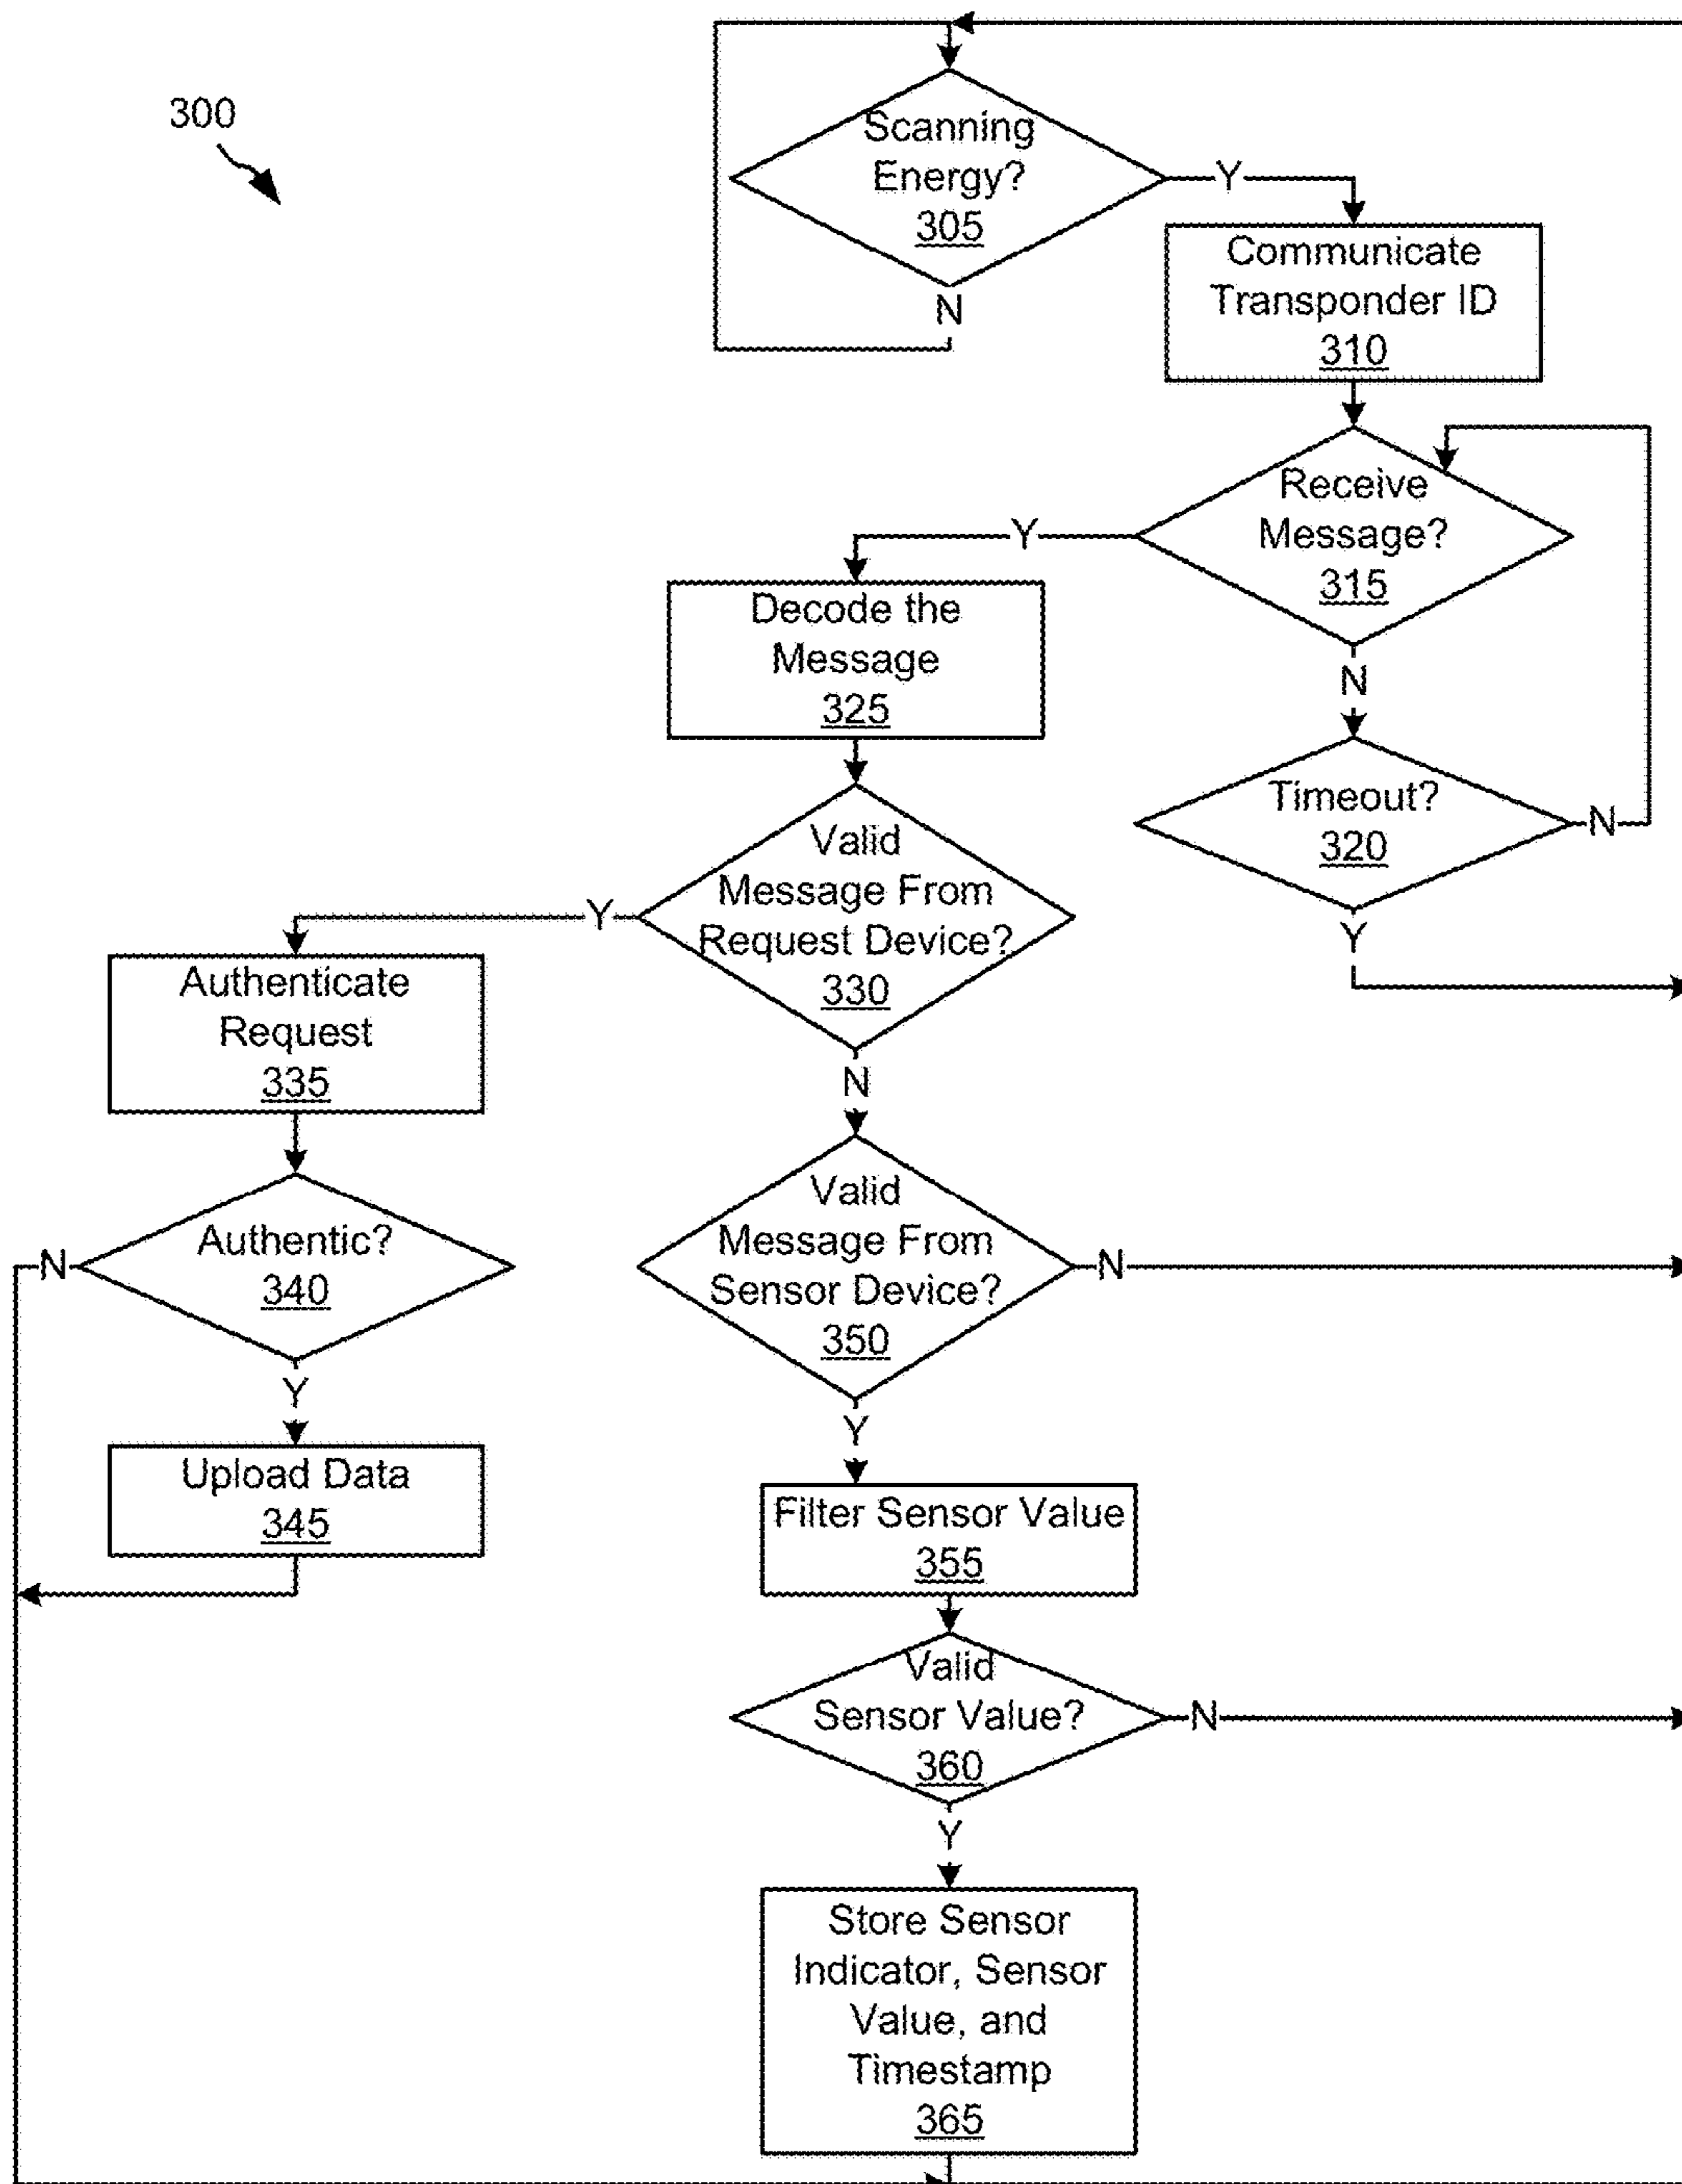 300
Scanning
Energy?
305
Y
N
Communicate
Transponder ID
310
Receive
Message?
315
Y
N
Decode the
Message
325
Timeout?
320
N
Y
Valid
Message From
Request Device?
330
Y
N
Authenticate
Request
335
Authentic?
340
N
Y
Valid
Message From
Sensor Device?
350
N
Y
Upload Data
345
Filter Sensor Value
355
Valid
Sensor Value?
360
N
Y
Store Sensor
Indicator, Sensor
Value, and
Timestamp
365